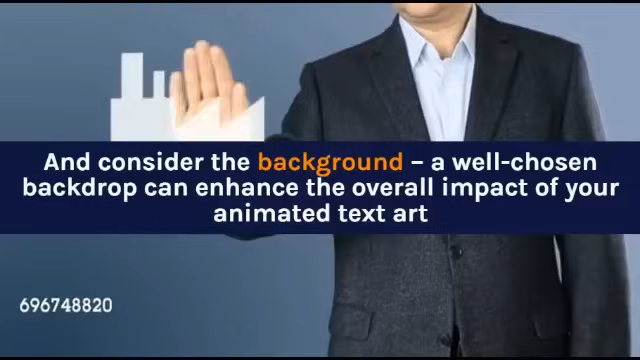 And consider the background – a well-chosen
backdrop can enhance the overall impact of your
animated text art
696748820